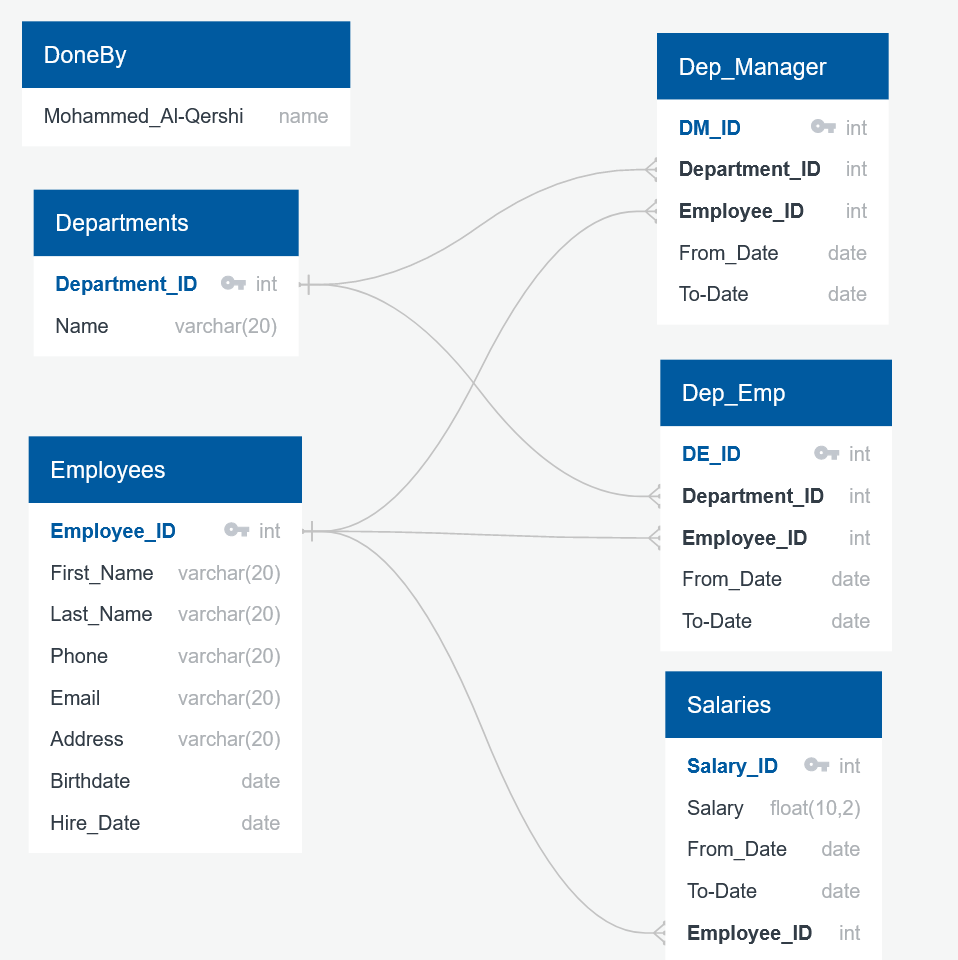 DoneBy
Mohammed_Al-Qershi name
Departments
Department_ID int
Name varchar(20)
Employees
Employee_ID int
First_Name varchar(20)
Last_Name varchar(20)
Phone varchar(20)
Email varchar(20)
Address varchar(20)
Birthdate date
Hire_Date date
Dep_Manager
DM_ID int
Department_ID int
Employee_ID int
From_Date date
To-Date date
Dep_Emp
DE_ID int
Department_ID int
Employee_ID int
From_Date date
To-Date date
Salaries
Salary_ID int
Salary float(10,2)
From_Date date
To-Date date
Employee_ID int